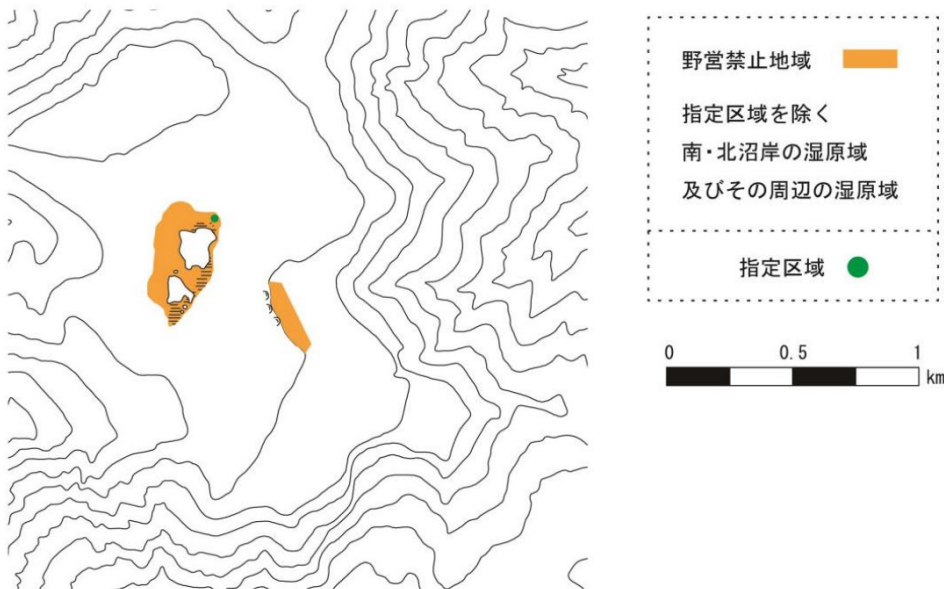 野営禁止地域
指定区域を除く
南・北沼岸の湿原域
及びその周辺の湿原域
指定区域
0 0.5 1
km